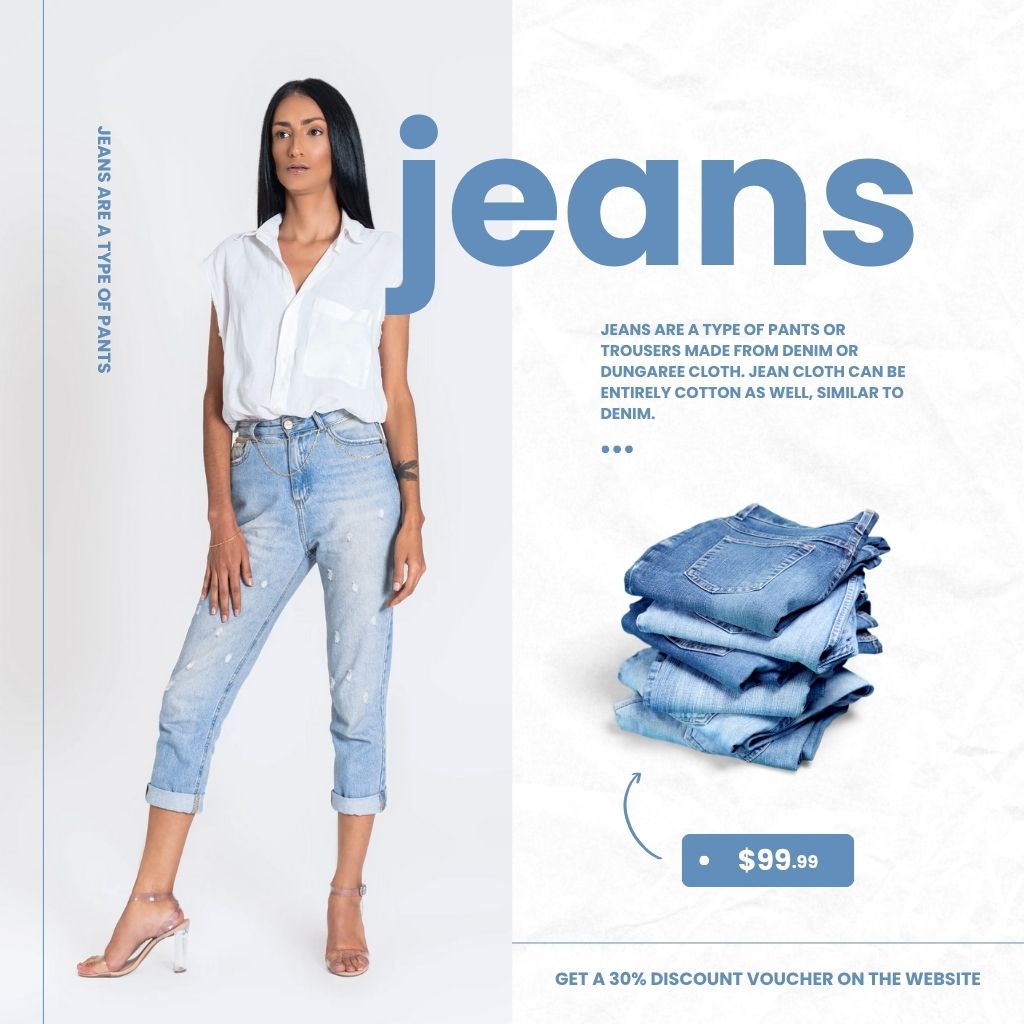 JEANS ARE A TYPE OF PANTS
jeans
JEANS ARE A TYPE OF PANTS OR
TROUSERS MADE FROM DENIM OR
DUNGAREE CLOTH. JEAN CLOTH CAN BE
ENTIRELY COTTON AS WELL, SIMILAR TO
DENIM.
$99.99
GET A 30% DISCOUNT VOUCHER ON THE WEBSITE